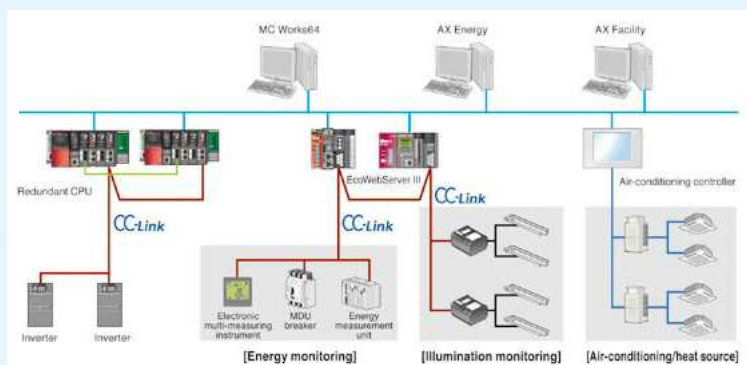 MC Works64
AX Energy
AX Facility
Redundant CPU
EcoWebServer III
Air-conditioning controller
CC-Link
CC-Link
CC-Link
Inverter
Inverter
Electronic
multi-measuring
instrument
MDU
breaker
Energy
measurement
unit
[Energy monitoring]
[Illumination monitoring]
[Air-conditioning/heat source]